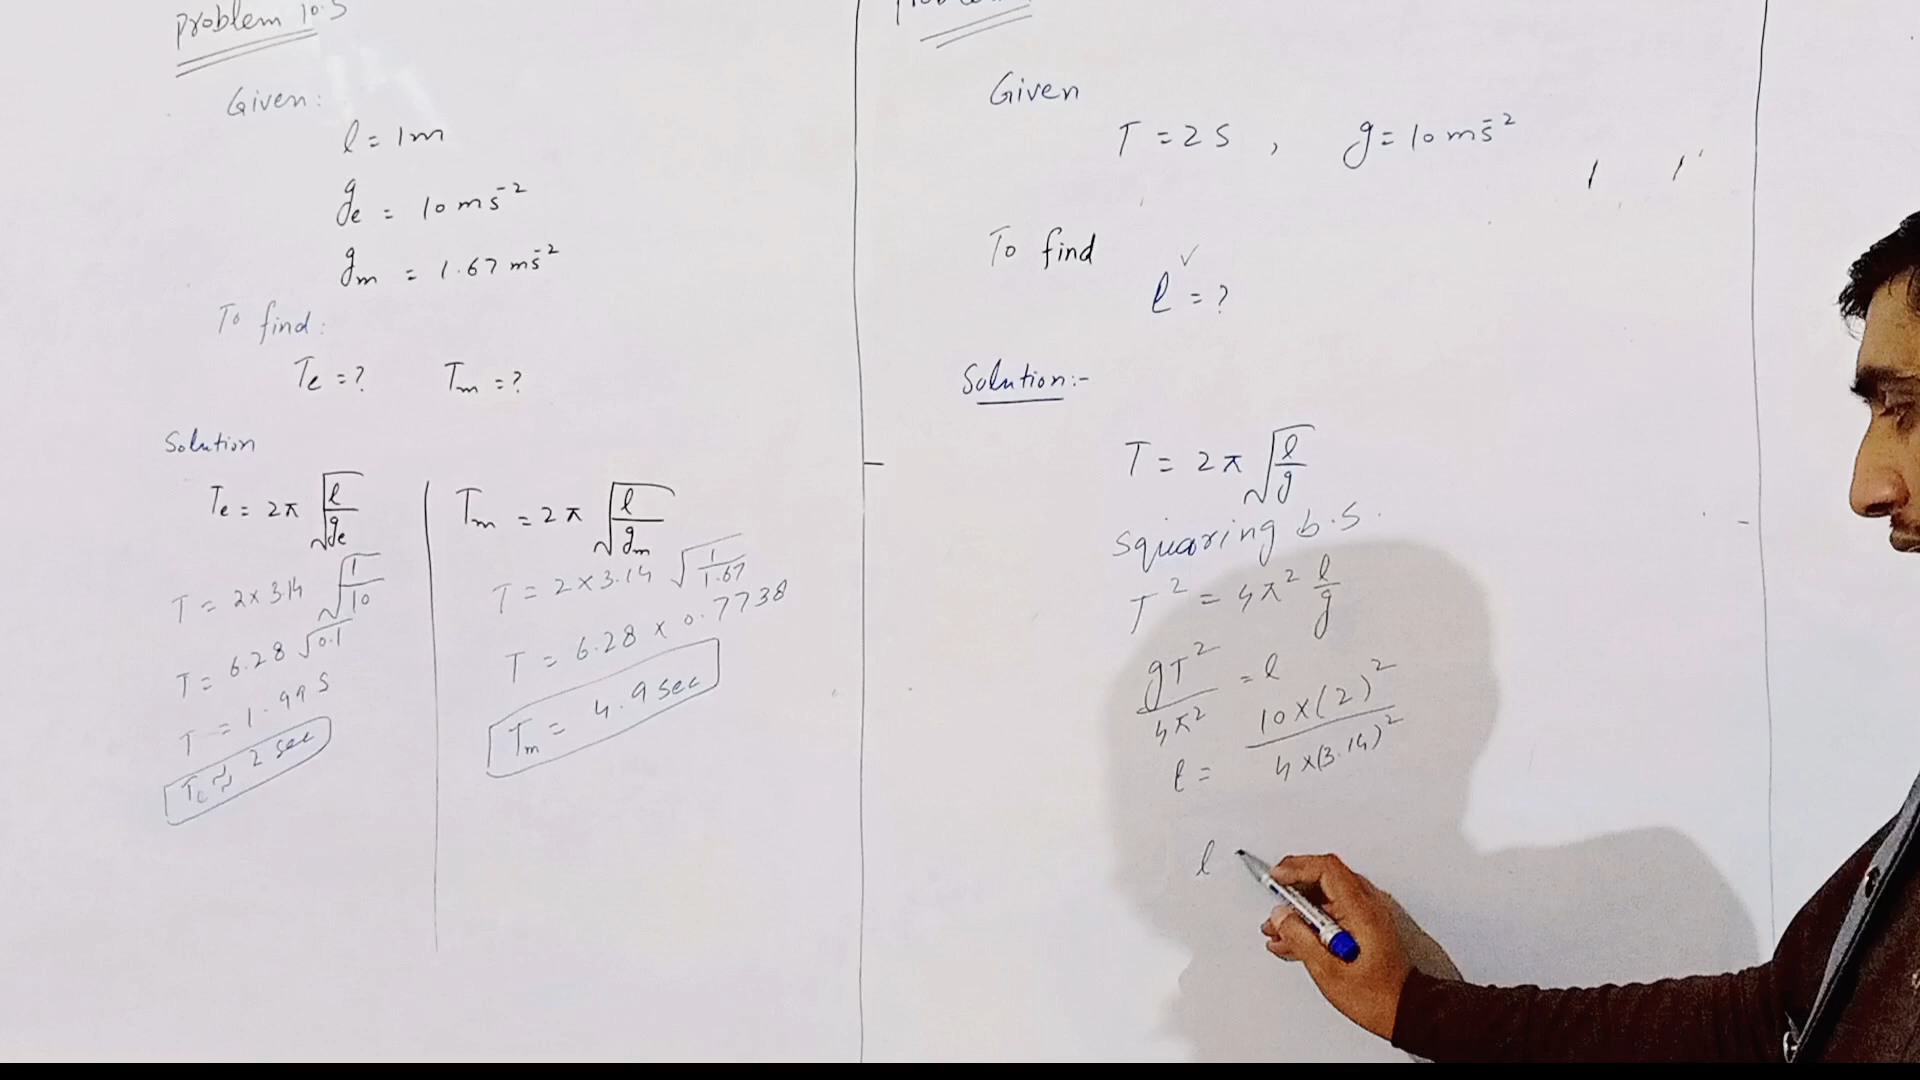 Problem 10.5
Given:
l = 1m
ge = 10 ms⁻²
gm = 1.67 ms⁻²
To find:
Te = ? Tm = ?
Solution
Te = 2π √(l/ge)
T = 2×3.14 √(1/10)
T = 6.28 √0.1
T = 1.99 S
Te ≈ 2 sec
Tm = 2π √(l/gm)
T = 2×3.14 √(1/1.67)
T = 6.28 × 0.7738
Tm = 4.9 sec
Given
T = 2S , g = 10 ms⁻²
To find
l = ?
Solution:-
T = 2π √(l/g)
squaring b.s.
T² = 4π² l/g
gT²/4π² = l
l = 10×(2)²/4×(3.14)²
l